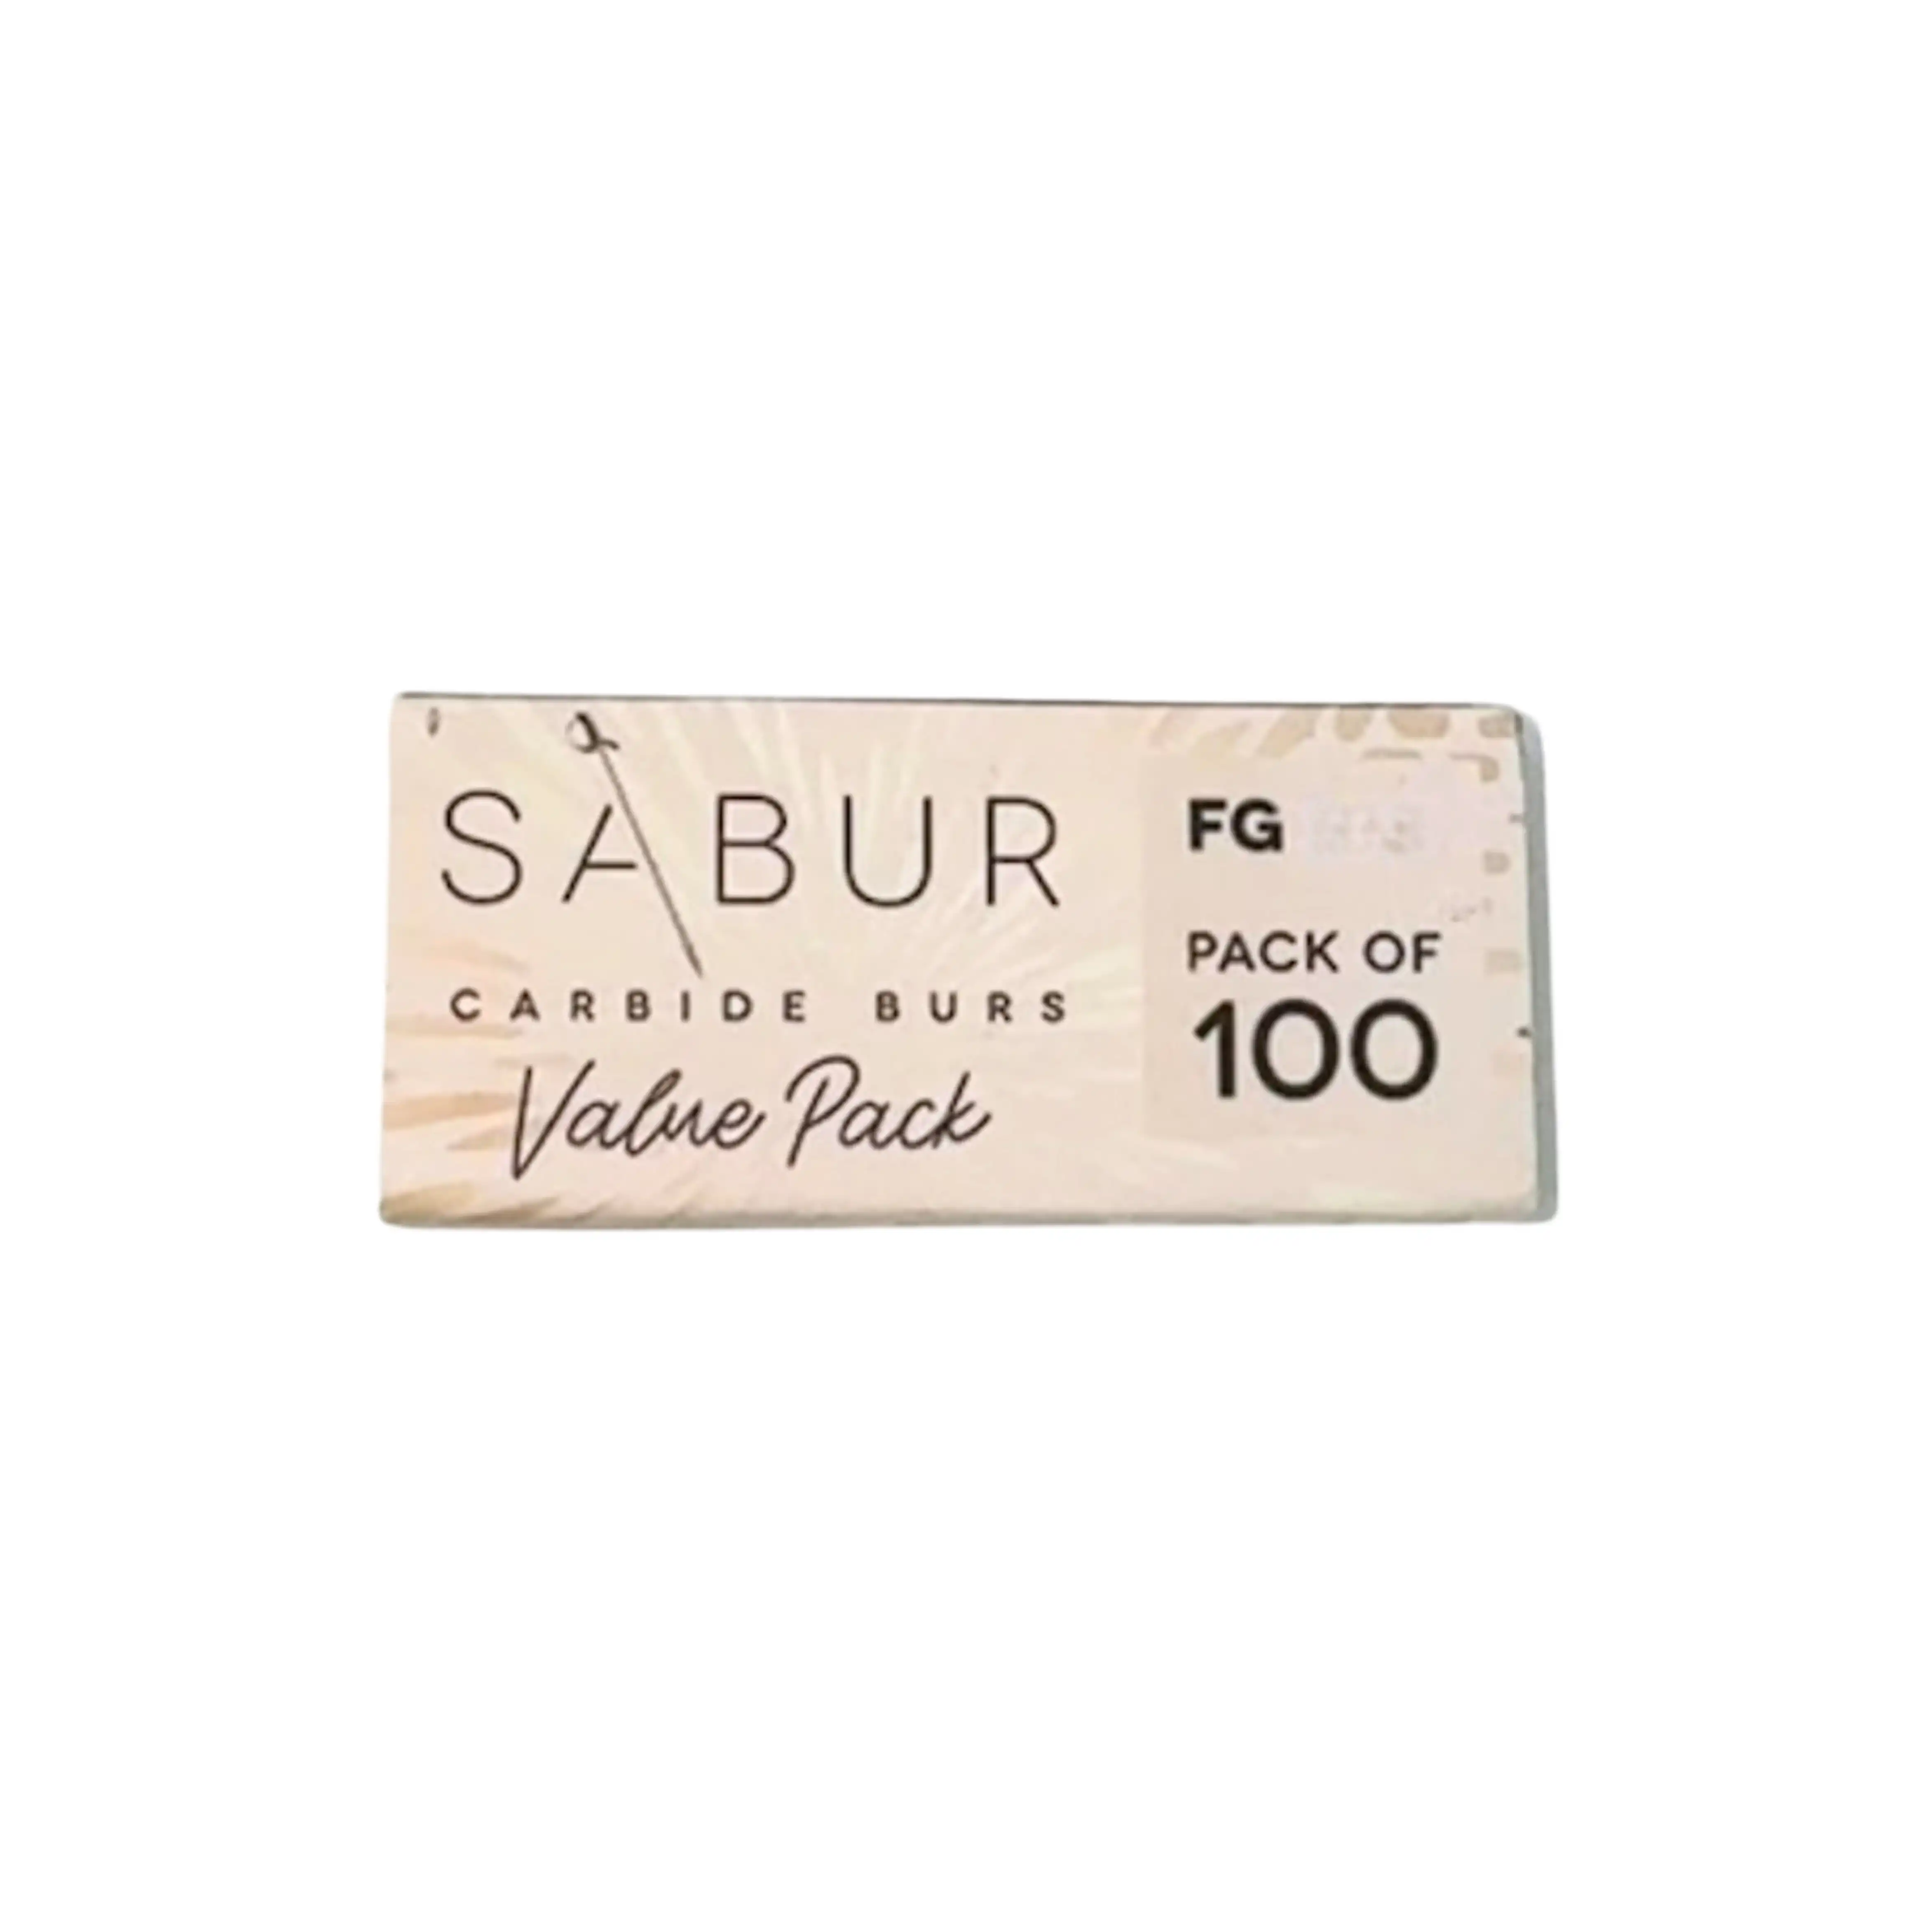 SABUR
CARBIDE BURS
Value Pack
FG
PACK OF
100